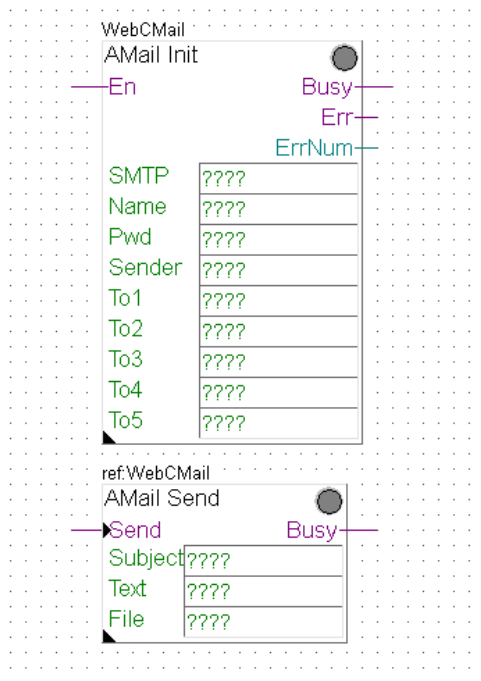 WebCMail
AMail Init
En Busy
Err
ErrNum
SMTP ????
Name ????
Pwd ????
Sender ????
To1 ????
To2 ????
To3 ????
To4 ????
To5 ????
ref:WebCMail
AMail Send
Send Busy
Subject ????
Text ????
File ????